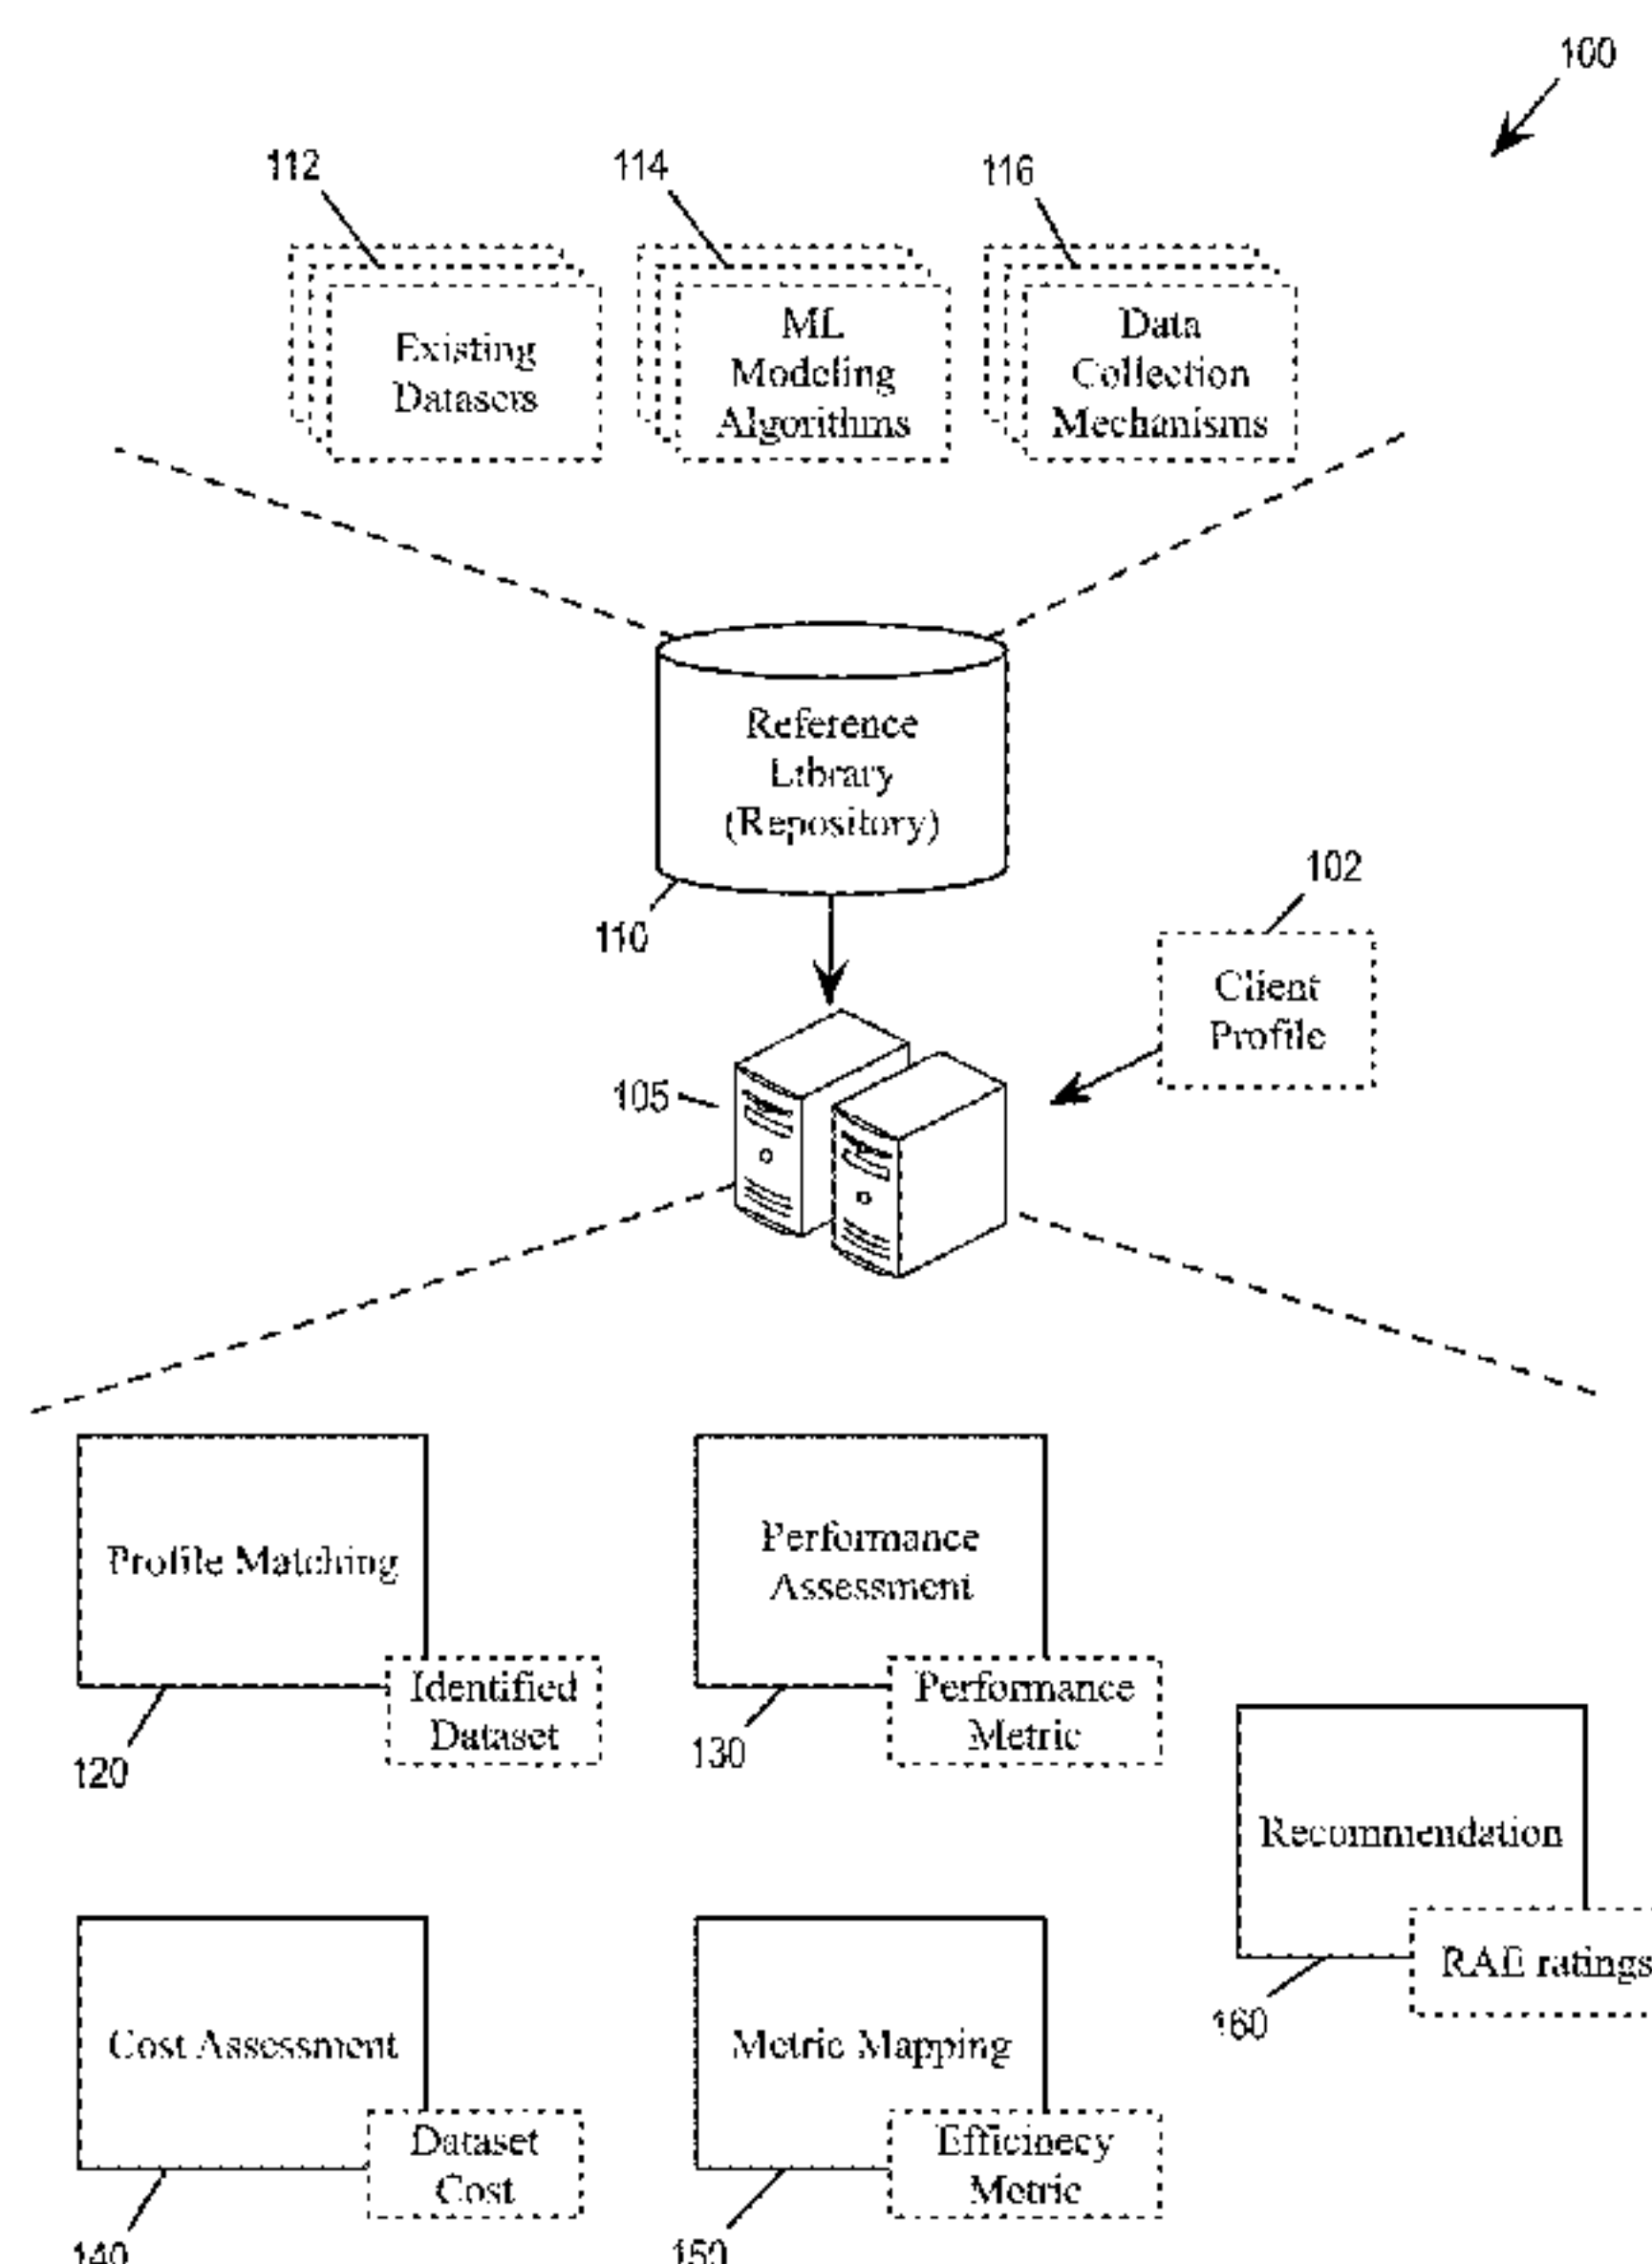 100
112
114
116
Existing
Datasets
ML
Modeling
Algorithms
Data
Collection
Mechanisms
Reference
Library
(Repository)
110
102
Client
Profile
105
Profile Matching
Identified
Dataset
120
Performance
Assessment
Performance
Metric
130
Recommendation
RAE ratings
160
Cost Assessment
Dataset
Cost
140
Metric Mapping
Efficinecy
Metric
150